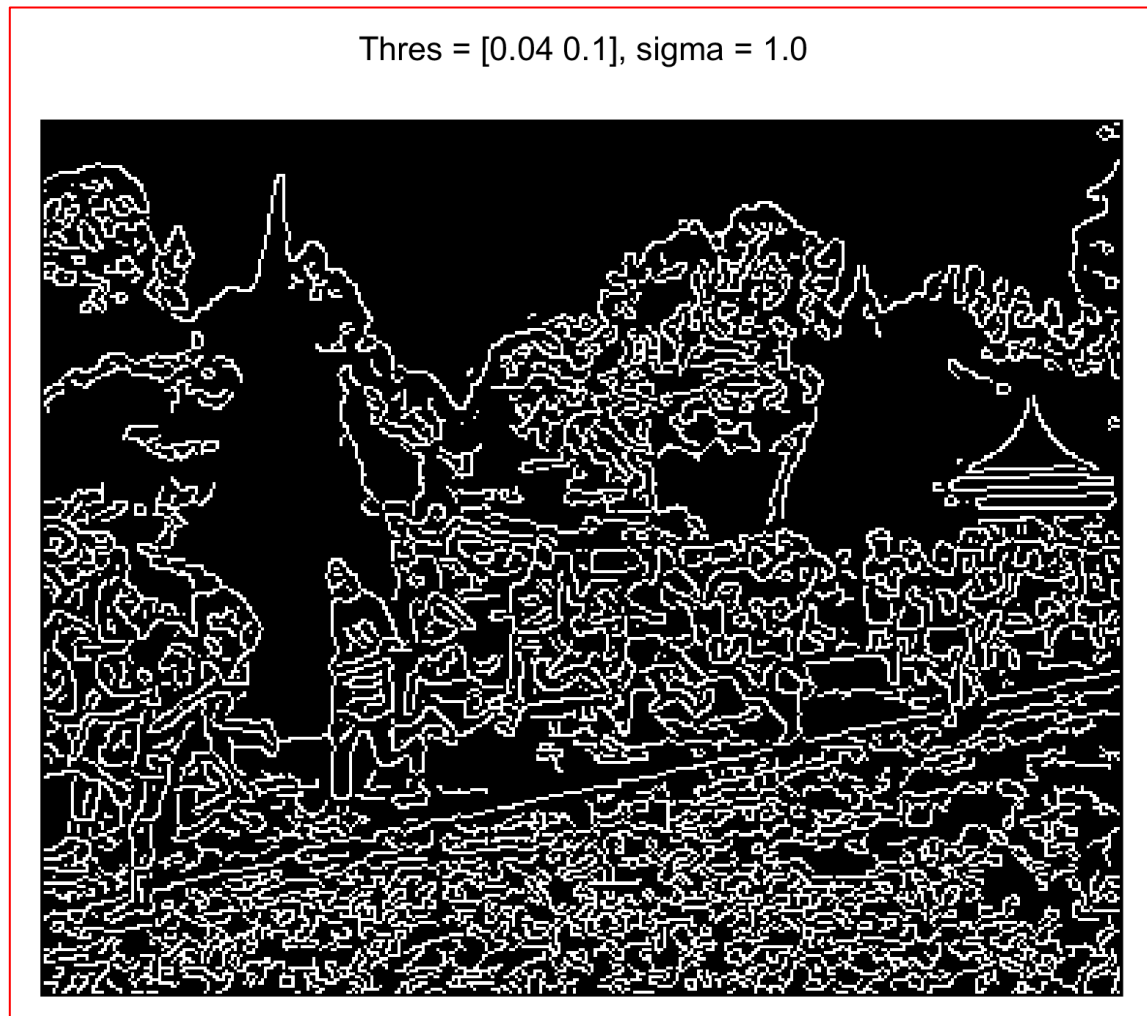 Thres = [0.04 0.1], sigma = 1.0